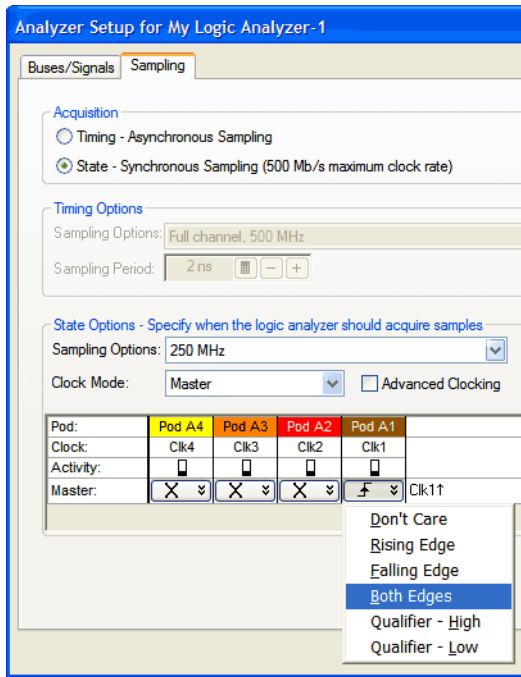 Analyzer Setup for My Logic Analyzer-1
Buses/Signals Sampling
Acquisition
Timing - Asynchronous Sampling
State - Synchronous Sampling (500 Mb/s maximum clock rate)
Timing Options
Sampling Options: Full channel, 500 MHz
Sampling Period: 2 ns - +
State Options - Specify when the logic analyzer should acquire samples
Sampling Options: 250 MHz
Clock Mode: Master Advanced Clocking
Pod: Pod A4 Pod A3 Pod A2 Pod A1
Clock: Clk4 Clk3 Clk2 Clk1
Activity:
Master: X X X Clk1↑
Don't Care
Rising Edge
Falling Edge
Both Edges
Qualifier - High
Qualifier - Low